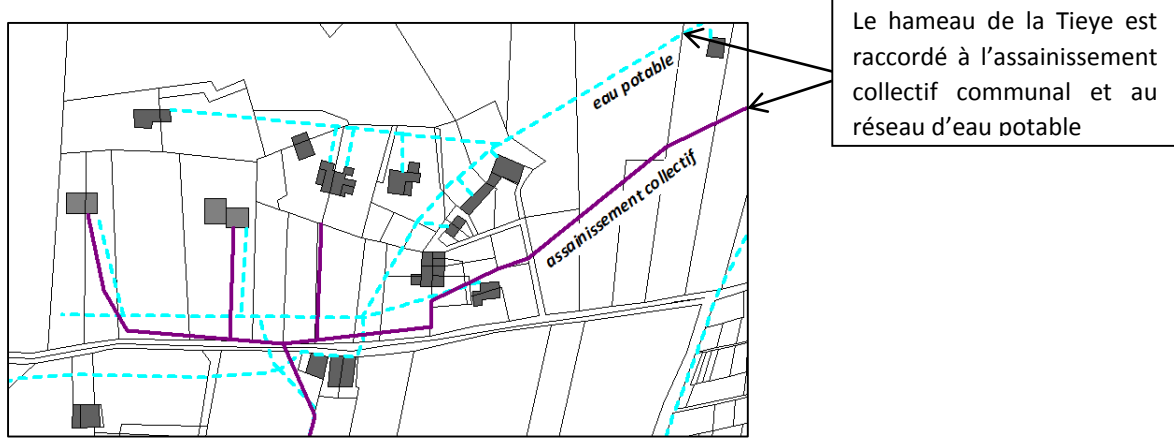 Le hameau de la Tieye est
raccordé à l’assainissement
collectif communal et au
réseau d’eau potable
eau potable
assainissement collectif